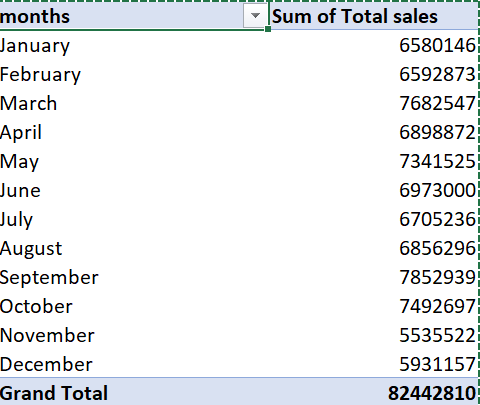 months Sum of Total sales
January 6580146
February 6592873
March 7682547
April 6898872
May 7341525
June 6973000
July 6705236
August 6856296
September 7852939
October 7492697
November 5535522
December 5931157
Grand Total 82442810